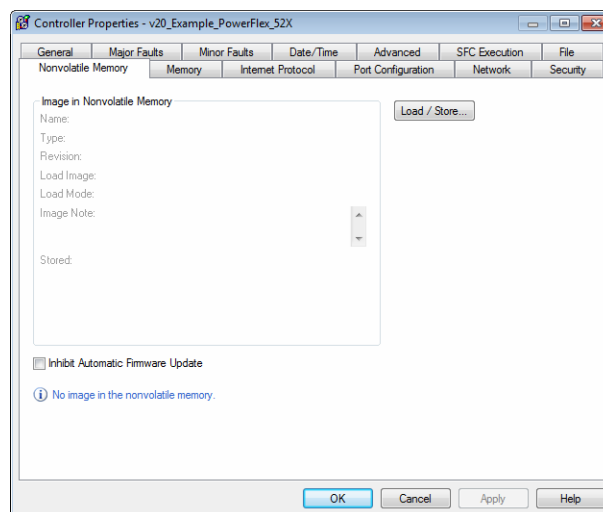 Controller Properties - v20_Example_PowerFlex_52X
General Major Faults Minor Faults Date/Time Advanced SFC Execution File
Nonvolatile Memory Memory Internet Protocol Port Configuration Network Security
Image in Nonvolatile Memory
Load / Store...
Name:
Type:
Revision:
Load Image:
Load Mode:
Image Note:
Stored:
Inhibit Automatic Firmware Update
No image in the nonvolatile memory.
OK Cancel Apply Help